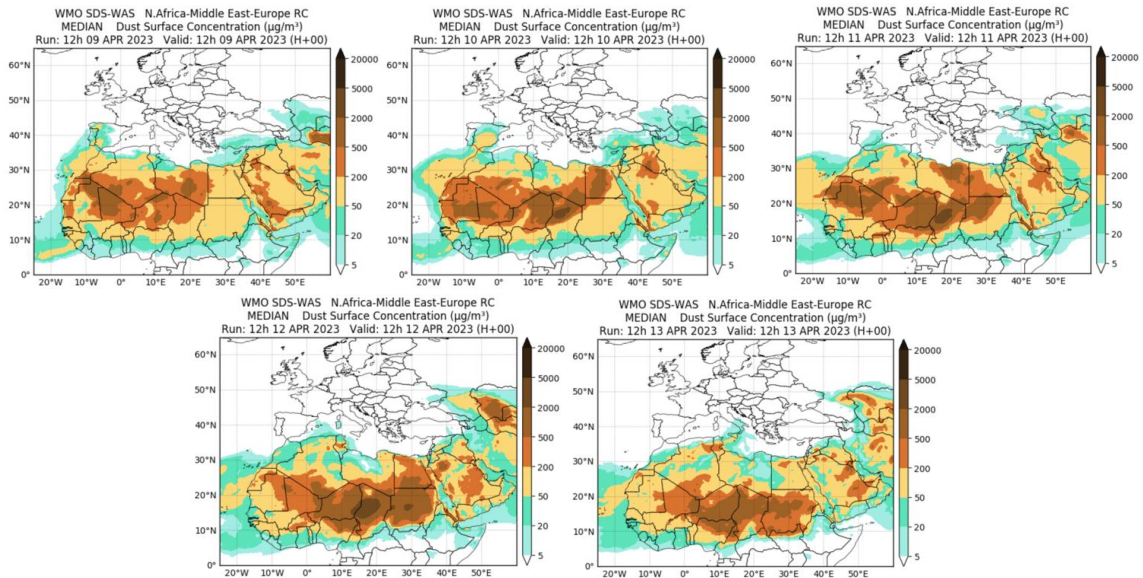 WMO SDS-WAS N.Africa-Middle East-Europe RC
MEDIAN Dust Surface Concentration (µg/m³)
Run: 12h 09 APR 2023 Valid: 12h 09 APR 2023 (H+00)
60°N
50°N
40°N
30°N
20°N
10°N
0°
20°W
10°W
0°
10°E
20°E
30°E
40°E
50°E
20000
5000
2000
500
200
50
20
5
WMO SDS-WAS N.Africa-Middle East-Europe RC
MEDIAN Dust Surface Concentration (µg/m³)
Run: 12h 10 APR 2023 Valid: 12h 10 APR 2023 (H+00)
60°N
50°N
40°N
30°N
20°N
10°N
0°
20°W
10°W
0°
10°E
20°E
30°E
40°E
50°E
20000
5000
2000
500
200
50
20
5
WMO SDS-WAS N.Africa-Middle East-Europe RC
MEDIAN Dust Surface Concentration (µg/m³)
Run: 12h 11 APR 2023 Valid: 12h 11 APR 2023 (H+00)
60°N
50°N
40°N
30°N
20°N
10°N
0°
20°W
10°W
0°
10°E
20°E
30°E
40°E
50°E
20000
5000
2000
500
200
50
20
5
WMO SDS-WAS N.Africa-Middle East-Europe RC
MEDIAN Dust Surface Concentration (µg/m³)
Run: 12h 12 APR 2023 Valid: 12h 12 APR 2023 (H+00)
60°N
50°N
40°N
30°N
20°N
10°N
0°
20°W
10°W
0°
10°E
20°E
30°E
40°E
50°E
20000
5000
2000
500
200
50
20
5
WMO SDS-WAS N.Africa-Middle East-Europe RC
MEDIAN Dust Surface Concentration (µg/m³)
Run: 12h 13 APR 2023 Valid: 12h 13 APR 2023 (H+00)
60°N
50°N
40°N
30°N
20°N
10°N
0°
20°W
10°W
0°
10°E
20°E
30°E
40°E
50°E
20000
5000
2000
500
200
50
20
5